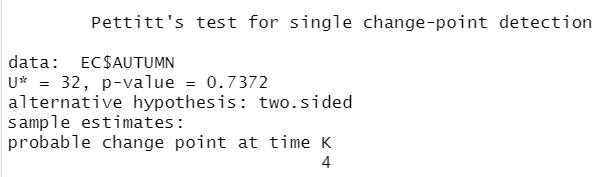 Pettitt's test for single change-point detection
data: EC$AUTUMN
U* = 32, p-value = 0.7372
alternative hypothesis: two.sided
sample estimates:
probable change point at time K
4